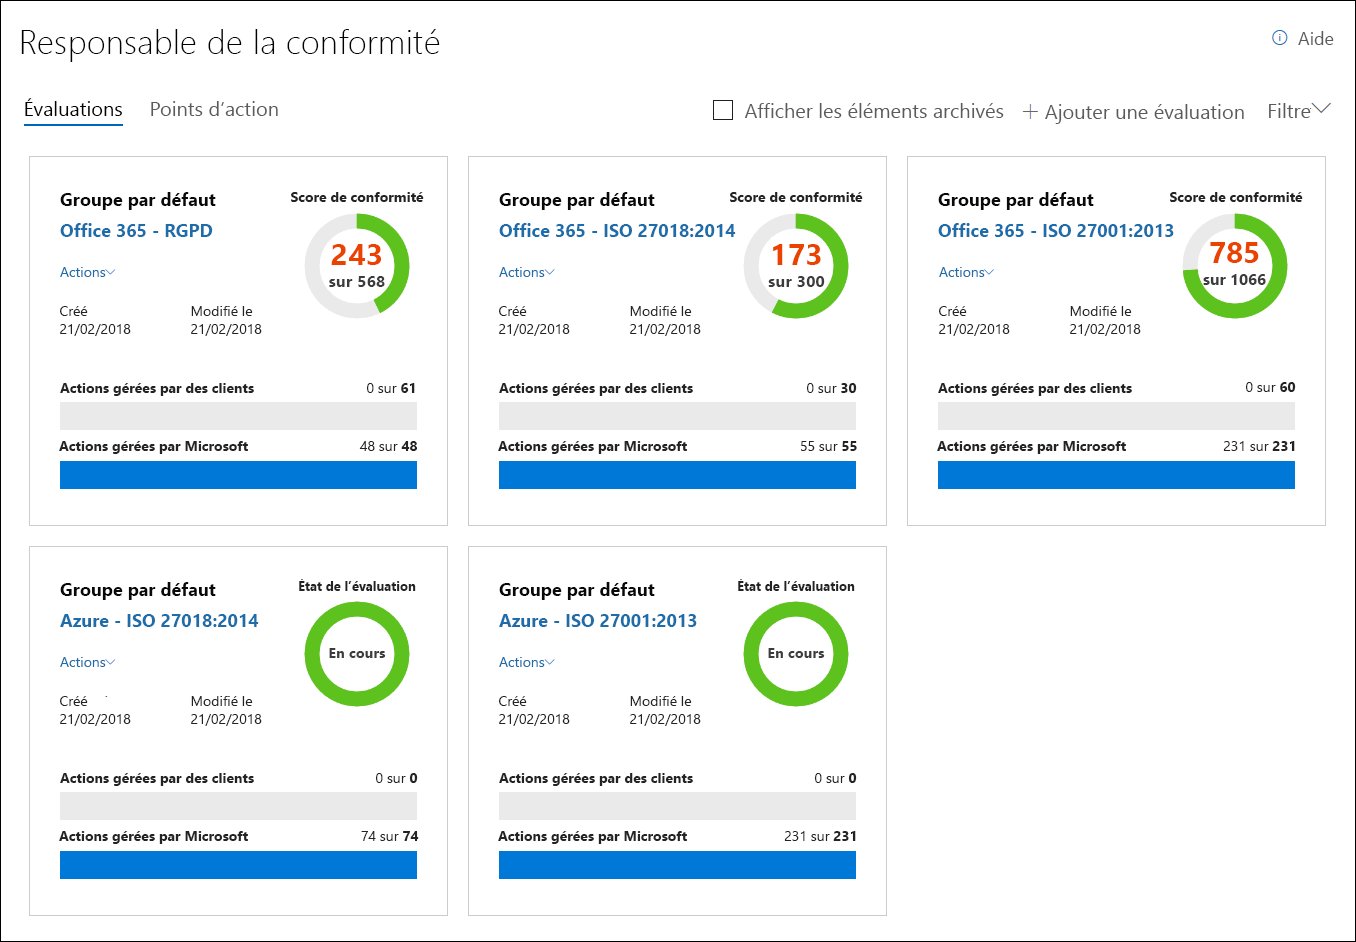 Responsable de la conformité
Aide
Évaluations
Points d’action
Afficher les éléments archivés
Ajouter une évaluation
Filtre
Groupe par défaut
Score de conformité
Office 365 - RGPD
243
sur 568
Actions
Créé
Modifié le
21/02/2018
21/02/2018
Actions gérées par des clients
0 sur 61
Actions gérées par Microsoft
48 sur 48
Groupe par défaut
Score de conformité
Office 365 - ISO 27018:2014
173
sur 300
Actions
Créé
Modifié le
21/02/2018
21/02/2018
Actions gérées par des clients
0 sur 30
Actions gérées par Microsoft
55 sur 55
Groupe par défaut
Score de conformité
Office 365 - ISO 27001:2013
785
sur 1066
Actions
Créé
Modifié le
21/02/2018
21/02/2018
Actions gérées par des clients
0 sur 60
Actions gérées par Microsoft
231 sur 231
Groupe par défaut
État de l’évaluation
Azure - ISO 27018:2014
En cours
Actions
Créé
Modifié le
21/02/2018
21/02/2018
Actions gérées par des clients
0 sur 0
Actions gérées par Microsoft
74 sur 74
Groupe par défaut
État de l’évaluation
Azure - ISO 27001:2013
En cours
Actions
Créé
Modifié le
21/02/2018
21/02/2018
Actions gérées par des clients
0 sur 0
Actions gérées par Microsoft
231 sur 231